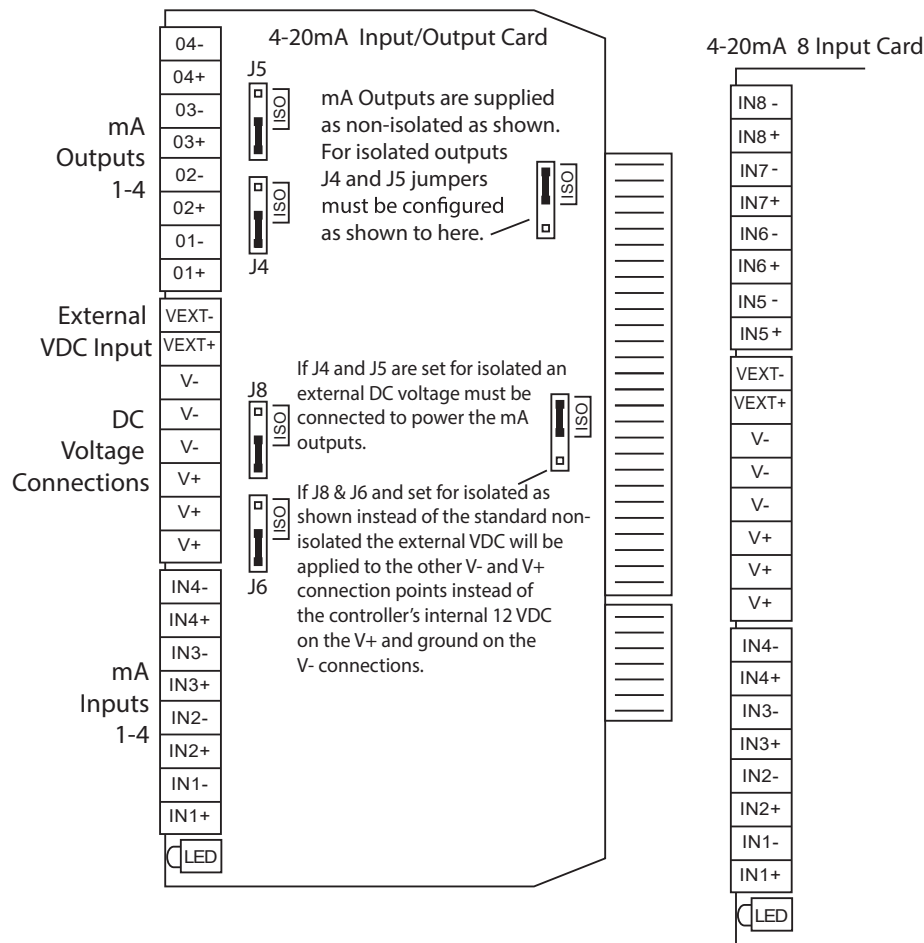 4-20mA Input/Output Card
04-
04+
03-
03+
02-
02+
01-
01+
mA
Outputs
1-4
J5
ISO
ISO
J4
mA Outputs are supplied
as non-isolated as shown.
For isolated outputs
J4 and J5 jumpers
must be configured
as shown to here.
ISO
External
VDC Input
VEXT-
VEXT+
DC
Voltage
Connections
V-
V-
V-
V+
V+
V+
J8
ISO
ISO
J6
If J4 and J5 are set for isolated an
external DC voltage must be
connected to power the mA
outputs.
ISO
If J8 & J6 and set for isolated as
shown instead of the standard non-
isolated the external VDC will be
applied to the other V- and V+
connection points instead of
the controller's internal 12 VDC
on the V+ and ground on the
V- connections.
mA
Inputs
1-4
IN4-
IN4+
IN3-
IN3+
IN2-
IN2+
IN1-
IN1+
LED
4-20mA 8 Input Card
IN8 -
IN8 +
IN7 -
IN7+
IN6 -
IN6 +
IN5 -
IN5 +
VEXT-
VEXT+
V-
V-
V-
V+
V+
V+
IN4-
IN4+
IN3-
IN3+
IN2-
IN2+
IN1-
IN1+
LED